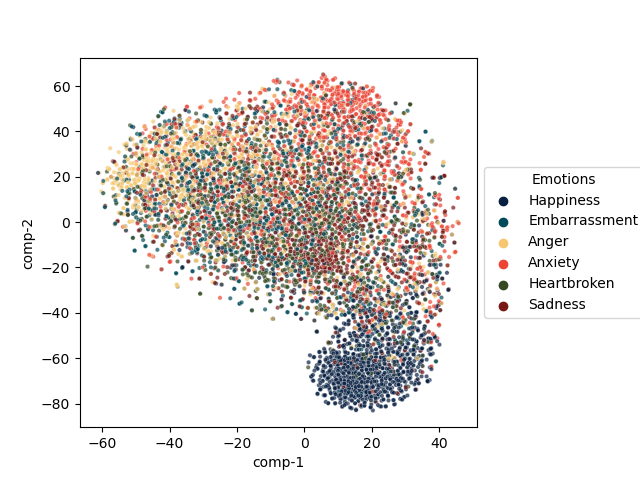 60
40
20
0
−20
−40
−60
−80
comp-2
−60 −40 −20 0 20 40
comp-1
Emotions
Happiness
Embarrassment
Anger
Anxiety
Heartbroken
Sadness